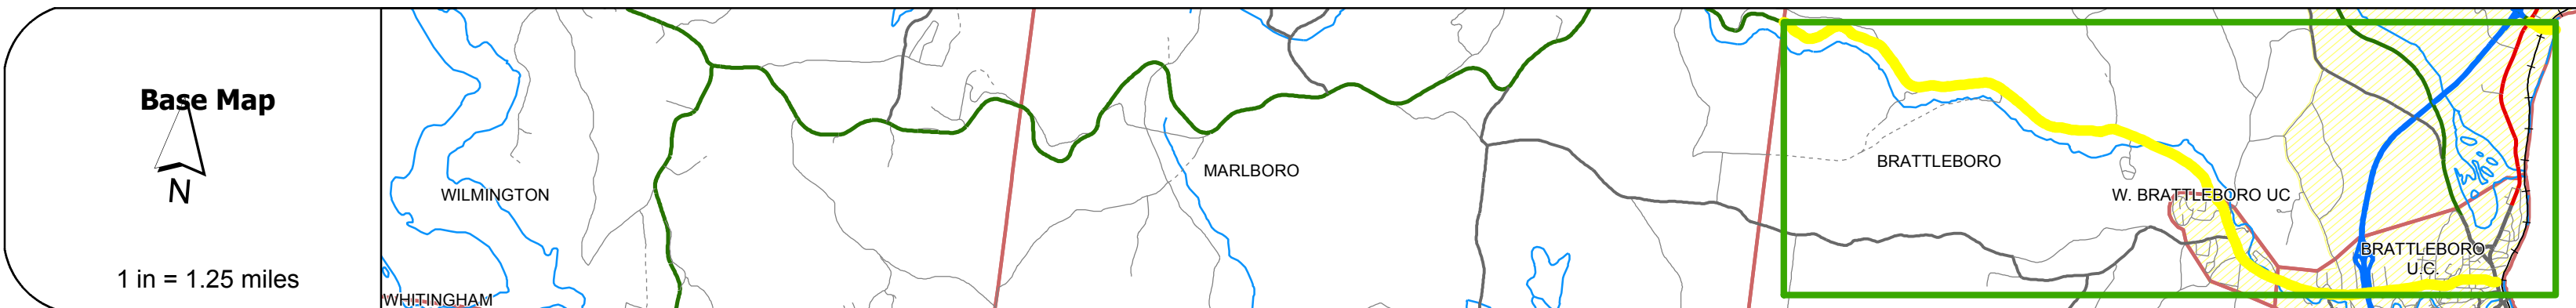 Base Map
N
1 in = 1.25 miles
WILMINGTON
WHITINGHAM
MARLBORO
BRATTLEBORO
W. BRATTLEBORO UC
BRATTLEBORO
U.C.